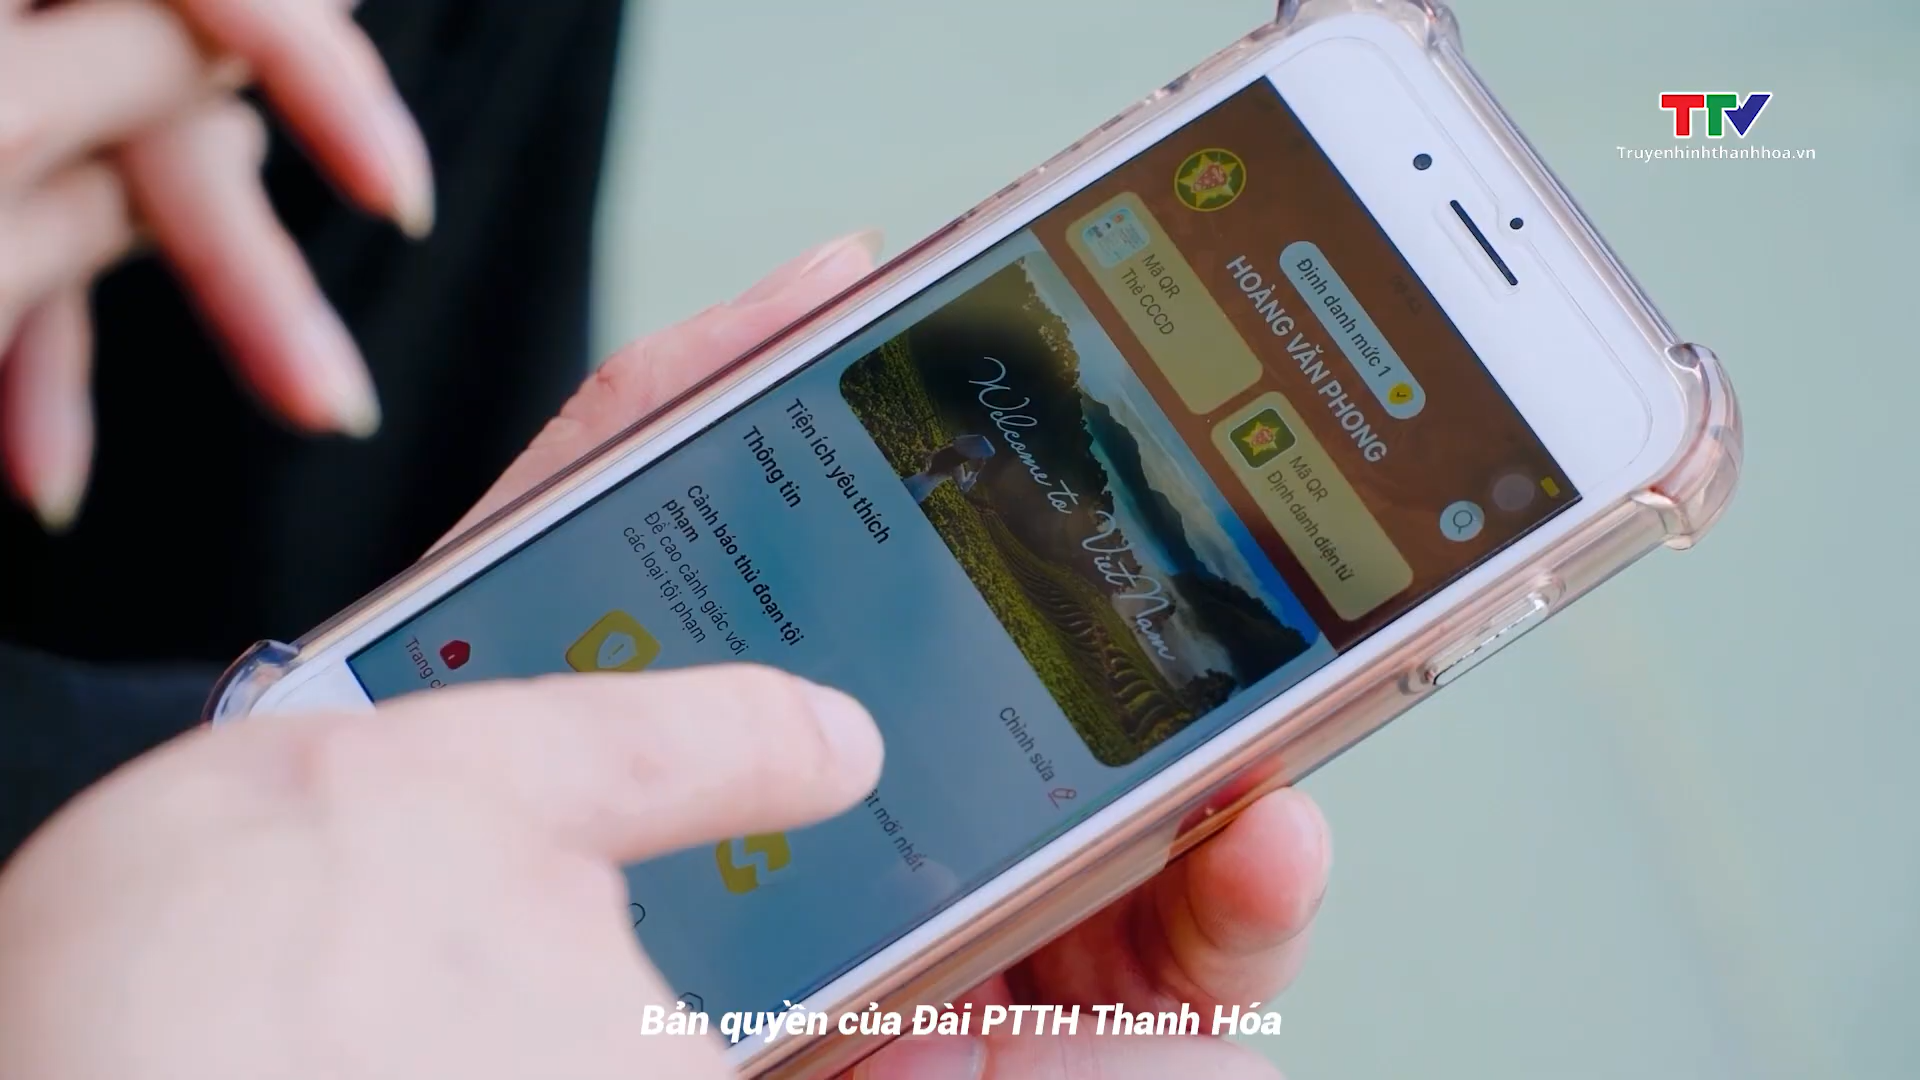 TTV
Truyenhinhthanhhoa.vn
Định danh mức 1
HOÀNG VĂN PHONG
Mã QR
Thẻ CCCD
Mã QR
Định danh điện tử
Welcome to Việt Nam
Tiện ích yêu thích
Chỉnh sửa
Thông tin
Cảnh báo thủ đoạn tội
phạm
Đề cao cảnh giác với
các loại tội phạm
mới nhất
Trang
Bản quyền của Đài PTTH Thanh Hóa